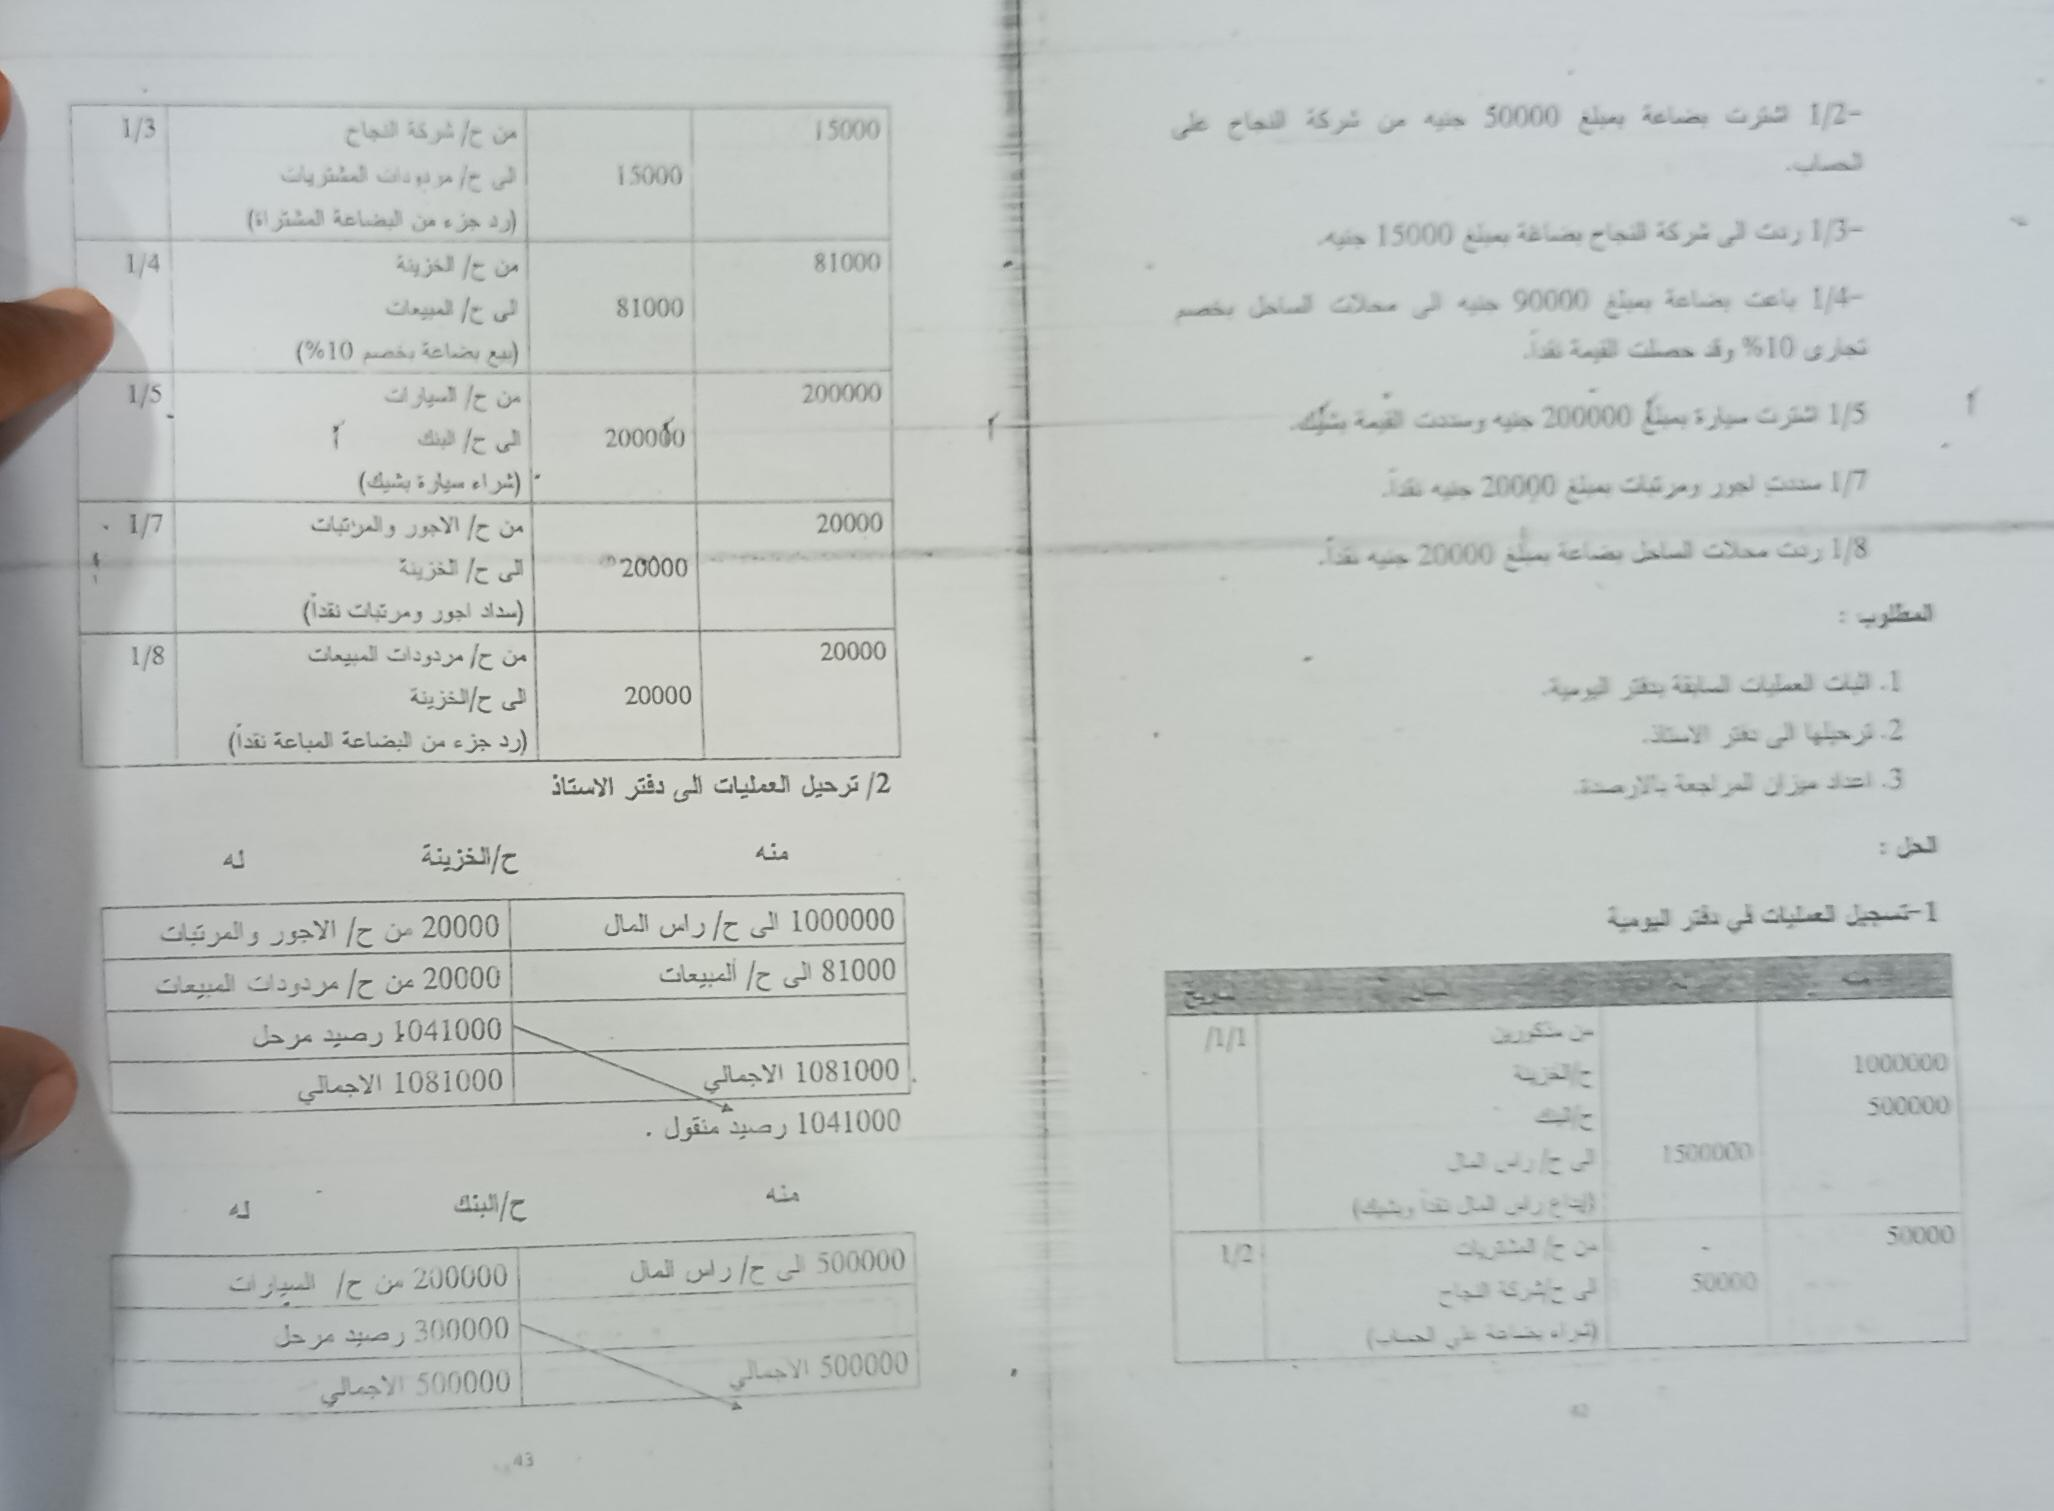 -1/2 اشترت بضاعة بمبلغ 50000 جنيه من شركة النجاح على
الحساب.
-1/3 ردت الى شركة النجاح بضاعة بمبلغ 15000 جنيه.
-1/4 باعت بضاعة بمبلغ 90000 جنيه الى محلات الساحل بخصم
تجارى 10% وقد حصلت القيمة نقداً.
1/5 اشترت سيارة بمبلغ 200000 جنيه وسددت القيمة بشيك.
1/7 سددت اجور ومرتبات بمبلغ 20000 جنيه نقداً.
1/8 ردت محلات الساحل بضاعة بمبلغ 20000 جنيه نقداً.
المطلوب :
1. اثبات العمليات السابقة بدفتر اليومية.
2. ترحيلها الى دفتر الاستاذ.
3. اعداد ميزان المراجعة بالارصدة.
الحل :
1-تسجيل العمليات في دفتر اليومية
منه له تاريخ
من مذكورين 1/1/
1000000 ح/الخزينة
500000 ح/البنك
1500000 الى ح/ راس المال
(ايداع راس المال نقداً وبشيك)
50000 من ح/ المشتريات 1/2
50000 الى ح/شركة النجاح
(شراء بضاعة علي الحساب)
42
15000 من ح/ شركة النجاح 1/3
15000 الى ح/ مردودات المشتريات
(رد جزء من البضاعة المشتراة)
81000 من ح/ الخزينة 1/4
81000 الى ح/ المبيعات
(بيع بضاعة بخصم 10%)
200000 من ح/ السيارات 1/5
200000 الى ح/ البنك
(شراء سيارة بشيك)
20000 من ح/ الاجور والمرتبات 1/7
20000 الى ح/ الخزينة
(سداد اجور ومرتبات نقداً)
20000 من ح/ مردودات المبيعات 1/8
20000 الى ح/الخزينة
(رد جزء من البضاعة المباعة نقداً)
2/ ترحيل العمليات الى دفتر الاستاذ
منه ح/الخزينة له
1000000 الى ح/ راس المال 20000 من ح/ الاجور والمرتبات
81000 الى ح/ المبيعات 20000 من ح/ مردودات المبيعات
1041000 رصيد مرحل
1081000 الاجمالي 1081000 الاجمالي
1041000 رصيد منقول .
منه ح/البنك له
500000 الى ح/ راس المال 200000 من ح/ السيارات
300000 رصيد مرحل
500000 الاجمالي 500000 الاجمالي
43